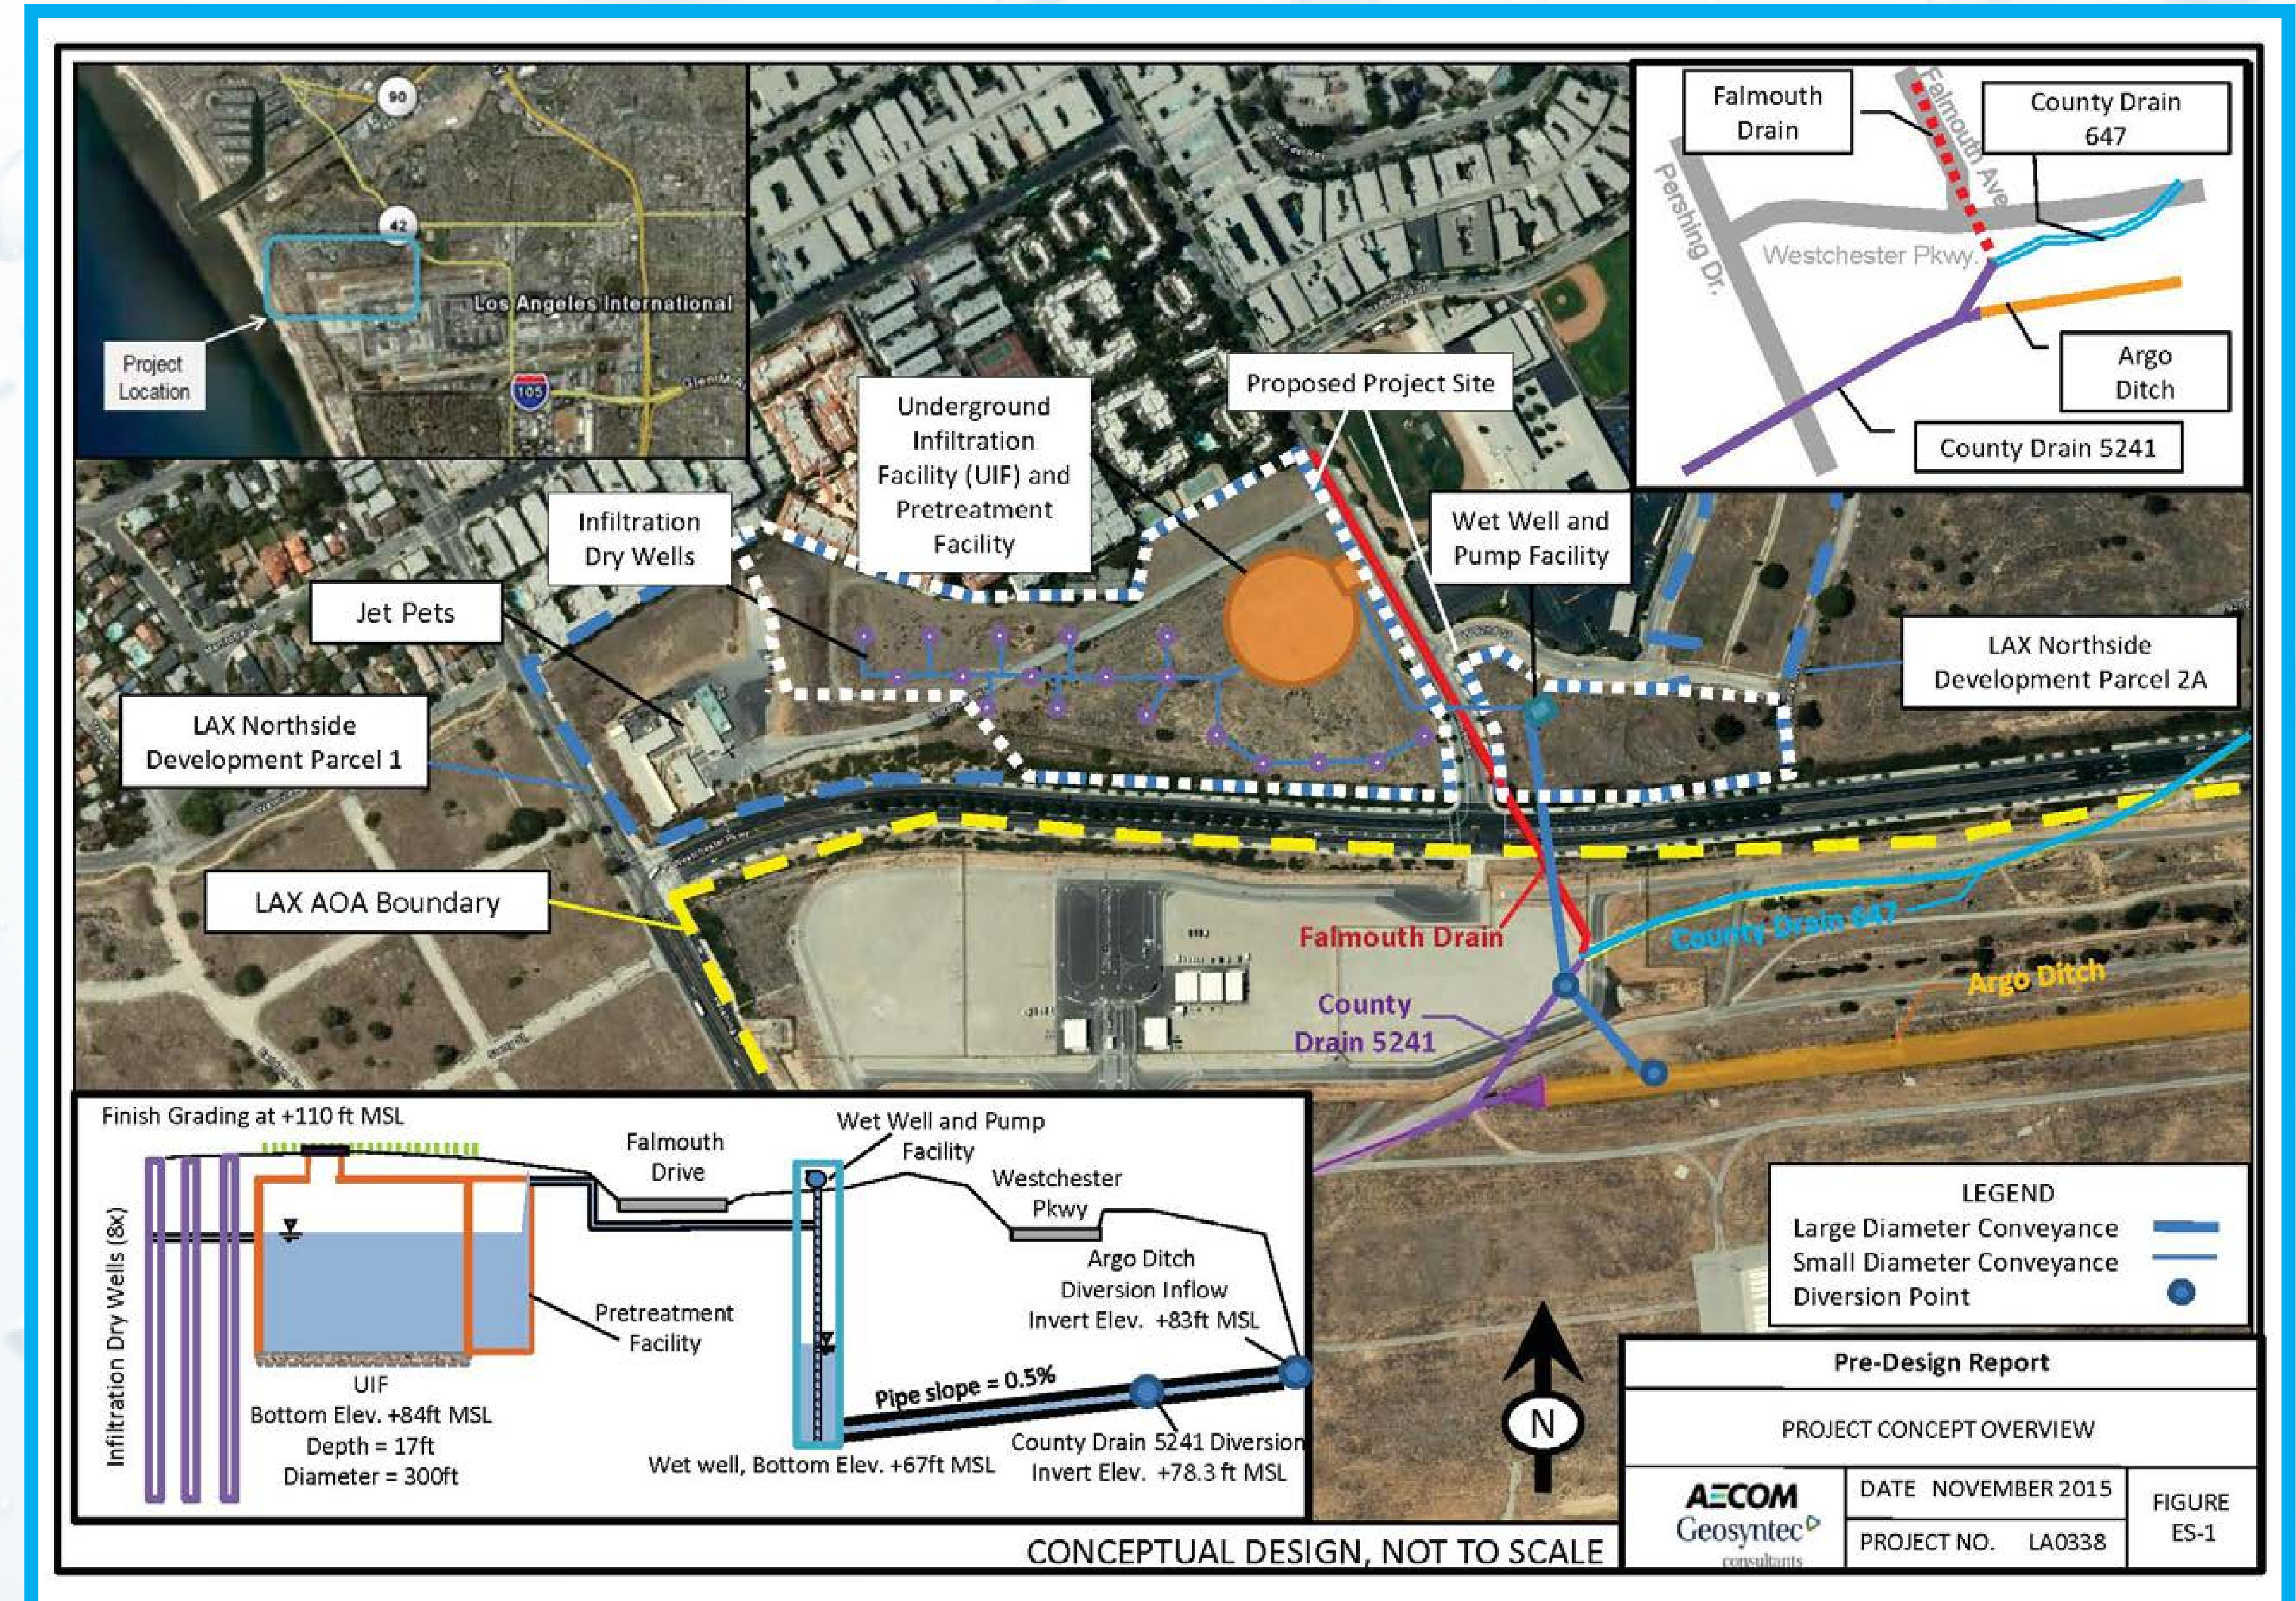 90
42
Los Angeles International
105
Project
Location
Falmouth
Drain
Falmouth Ave
County Drain
647
Pershing Dr.
Westchester Pkwy.
Argo
Ditch
County Drain 5241
Proposed Project Site
Underground
Infiltration
Facility (UIF) and
Pretreatment
Facility
Infiltration
Dry Wells
Wet Well and
Pump Facility
Jet Pets
LAX Northside
Development Parcel 2A
LAX Northside
Development Parcel 1
Westchester Pkwy
LAX AOA Boundary
Falmouth Drain
County Drain 647
Argo Ditch
County
Drain 5241
Finish Grading at +110 ft MSL
Falmouth
Drive
Wet Well and Pump
Facility
Westchester
Pkwy
Infiltration Dry Wells (8x)
Argo Ditch
Diversion Inflow
Invert Elev. +83ft MSL
Pretreatment
Facility
Pipe slope = 0.5%
UIF
Bottom Elev. +84ft MSL
Depth = 17ft
Diameter = 300ft
Wet well, Bottom Elev. +67ft MSL
County Drain 5241 Diversion
Invert Elev. +78.3 ft MSL
LEGEND
Large Diameter Conveyance
Small Diameter Conveyance
Diversion Point
N
Pre-Design Report
PROJECT CONCEPT OVERVIEW
AECOM
Geosyntec
consultants
DATE NOVEMBER 2015
PROJECT NO. LA0338
FIGURE
ES-1
CONCEPTUAL DESIGN, NOT TO SCALE